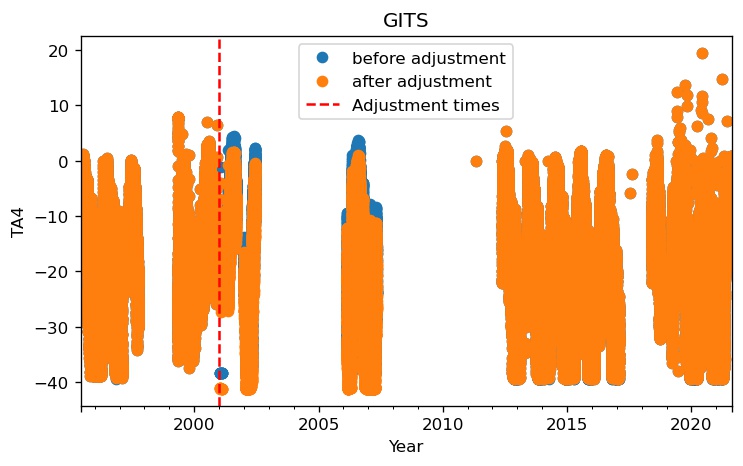 GITS
before adjustment
after adjustment
Adjustment times
TA4
20
10
0
−10
−20
−30
−40
2000
2005
2010
2015
2020
Year